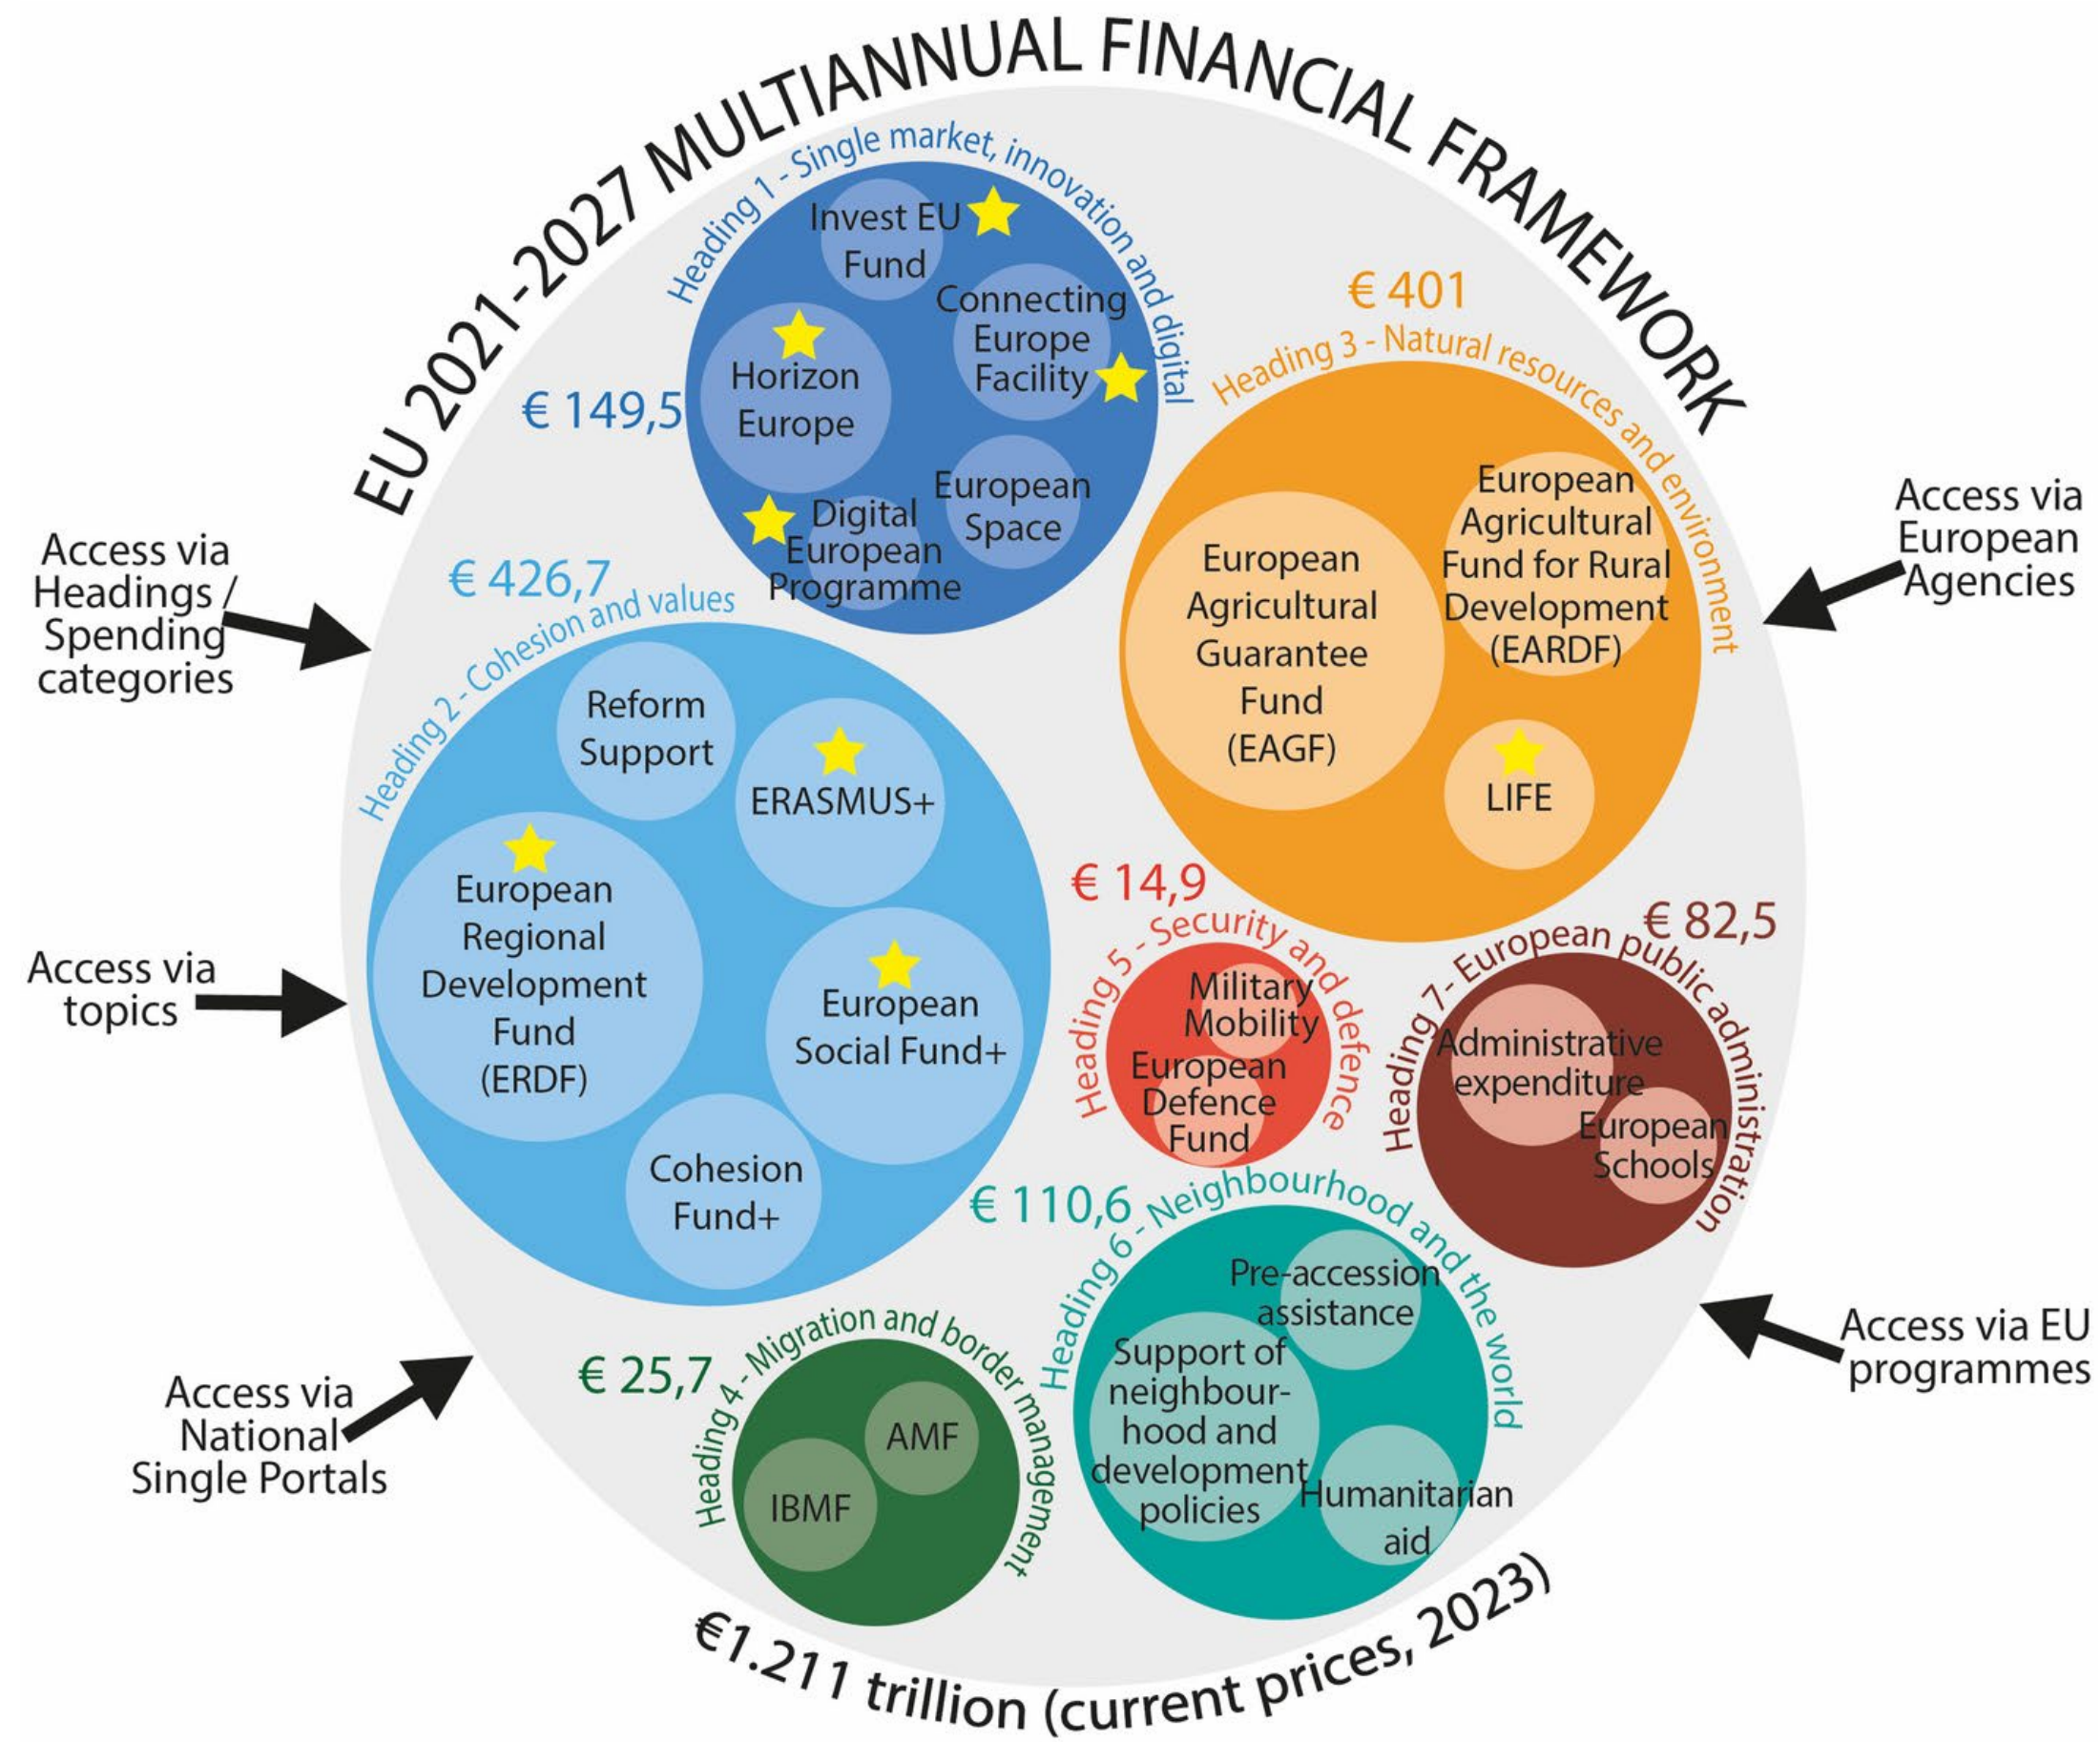 EU 2021-2027 MULTIANNUAL FINANCIAL FRAMEWORK
Heading 1 - Single market, innovation and digital
€ 149,5
Invest EU
Fund
Connecting
Europe
Facility
Horizon
Europe
European
Space
Digital
European
Programme
€ 401
Heading 3 - Natural resources and environment
European
Agricultural
Guarantee
Fund
(EAGF)
European
Agricultural
Fund for Rural
Development
(EARDF)
LIFE
Access via
European
Agencies
Access via
Headings /
Spending
categories
€ 426,7
Heading 2 - Cohesion and values
Reform
Support
ERASMUS+
European
Regional
Development
Fund
(ERDF)
European
Social Fund+
Cohesion
Fund+
Access via
topics
€ 14,9
Heading 5 - Security and defence
Military
Mobility
European
Defence
Fund
€ 82,5
Heading 7- European public administration
Administrative
expenditure
European
Schools
€ 110,6
Heading 6 - Neighbourhood and the world
Pre-accession
assistance
Support of
neighbour-
hood and
development
policies
Humanitarian
aid
Access via EU
programmes
€ 25,7
Heading 4 - Migration and border management
AMF
IBMF
Access via
National
Single Portals
€1.211 trillion (current prices, 2023)